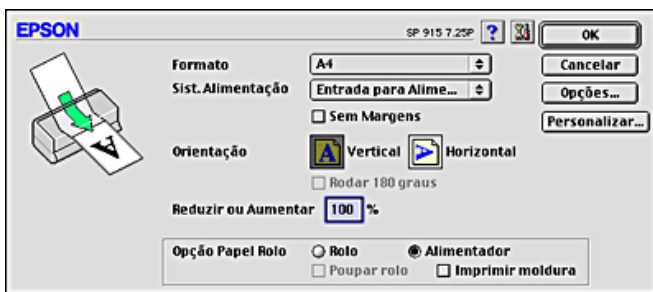 EPSON
SP 915 7.25P ?
OK
Formato A4
Cancelar
Sist. Alimentação Entrada para Alime...
Opções...
Sem Margens
Personalizar...
Orientação A Vertical A Horizontal
Rodar 180 graus
Reduzir ou Aumentar 100 %
Opção Papel Rolo Rolo Alimentador
Poupar rolo Imprimir moldura
A